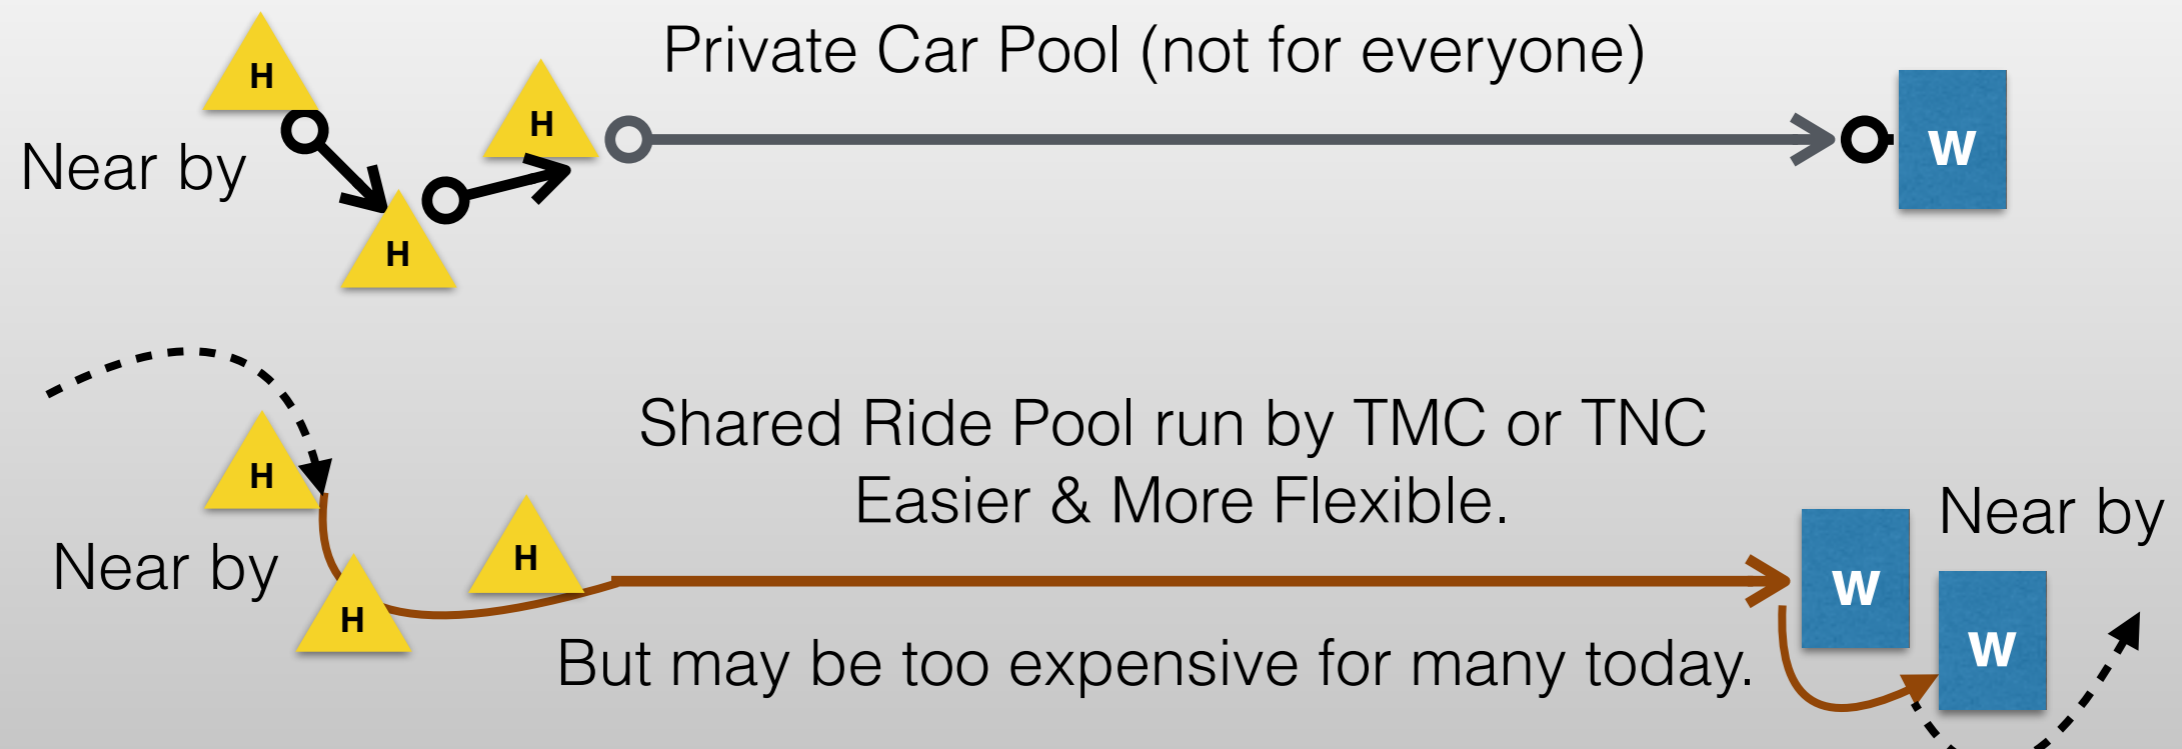 Private Car Pool (not for everyone)
H
H
W
Near by
H
Shared Ride Pool run by TMC or TNC
Easier & More Flexible.
H
Near by
H
W
Near by
H
W
But may be too expensive for many today.